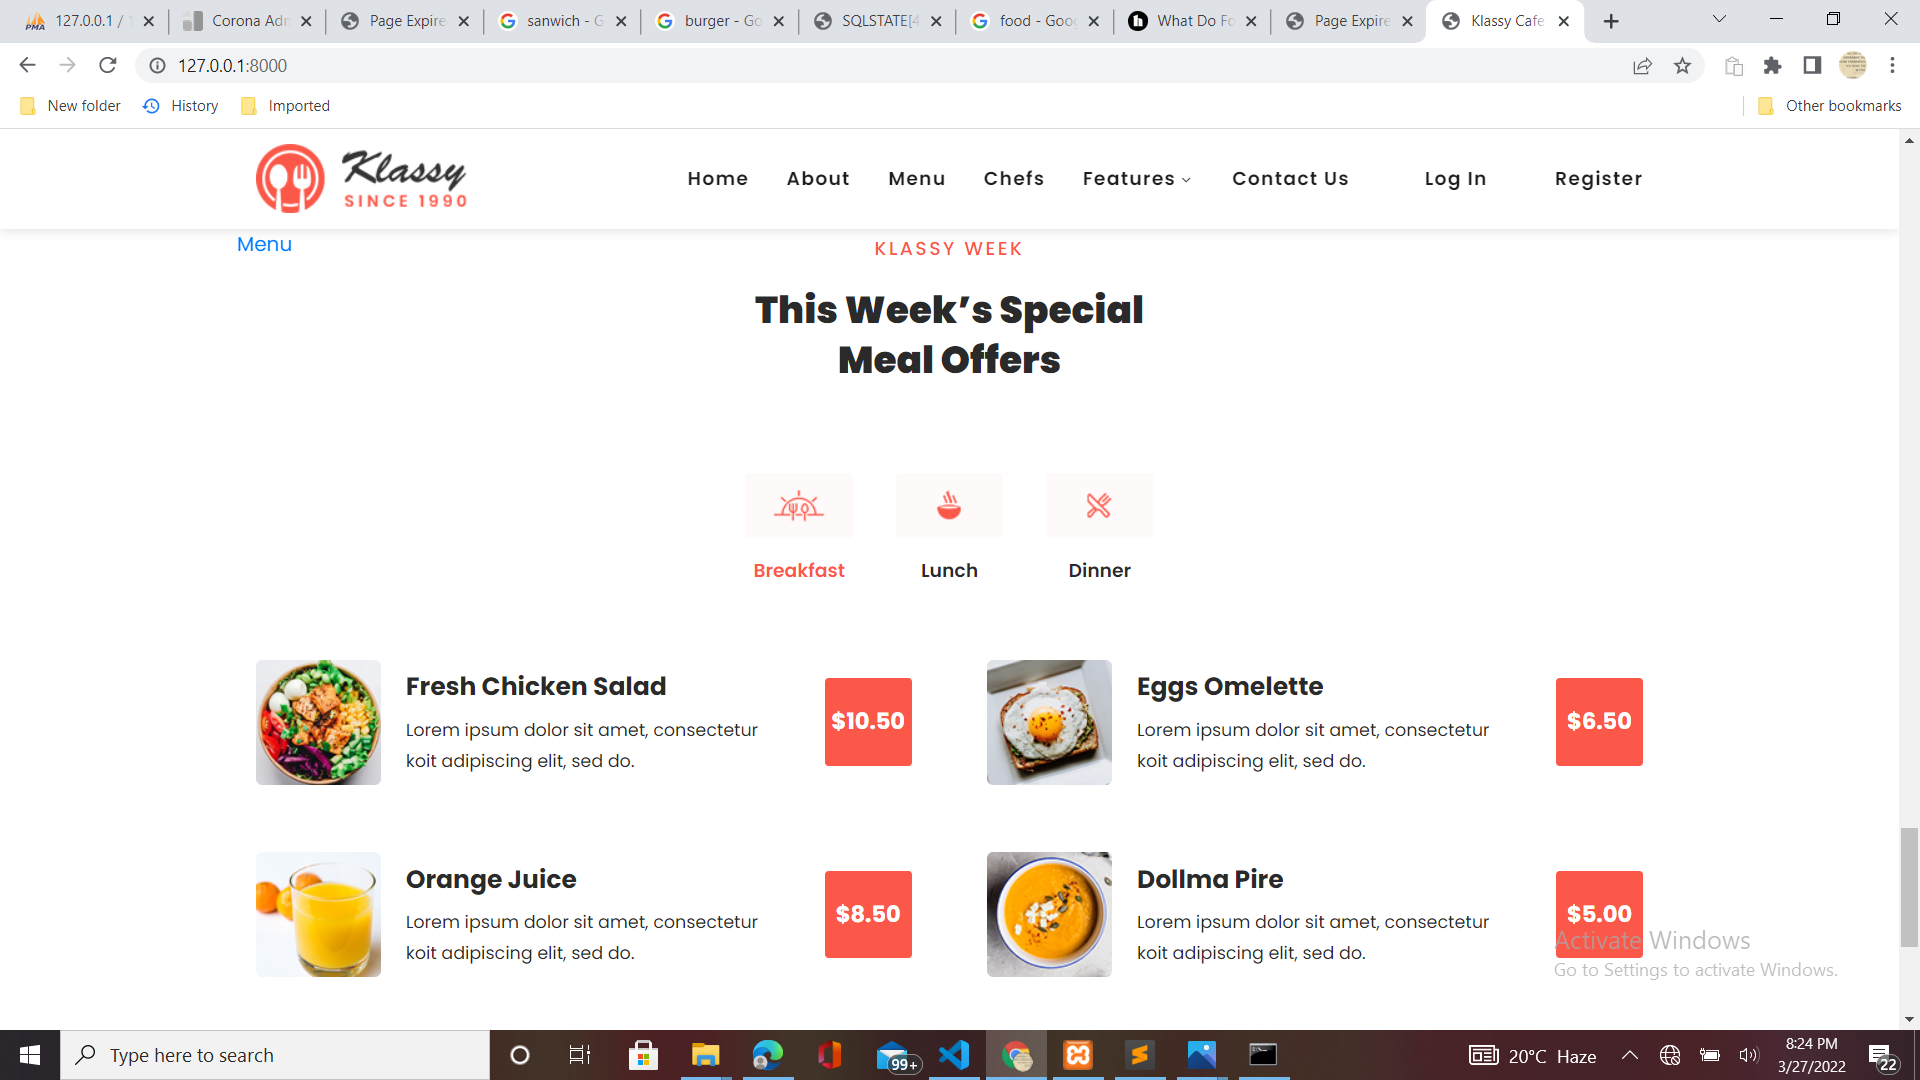 127.0.0.1 / 1
Corona Adm
Page Expire
sanwich - G
burger - Go
SQLSTATE[4
food - Goo
What Do Fo
Page Expire
Klassy Cafe
127.0.0.1:8000
New folder
History
Imported
Other bookmarks
Klassy
SINCE 1990
Home
About
Menu
Chefs
Features
Contact Us
Log In
Register
Menu
KLASSY WEEK
This Week’s Special
Meal Offers
Breakfast
Lunch
Dinner
Fresh Chicken Salad
Lorem ipsum dolor sit amet, consectetur
koit adipiscing elit, sed do.
$10.50
Eggs Omelette
Lorem ipsum dolor sit amet, consectetur
koit adipiscing elit, sed do.
$6.50
Orange Juice
Lorem ipsum dolor sit amet, consectetur
koit adipiscing elit, sed do.
$8.50
Dollma Pire
Lorem ipsum dolor sit amet, consectetur
koit adipiscing elit, sed do.
$5.00
Activate Windows
Go to Settings to activate Windows.
Type here to search
99+
20°C Haze
8:24 PM
3/27/2022
22